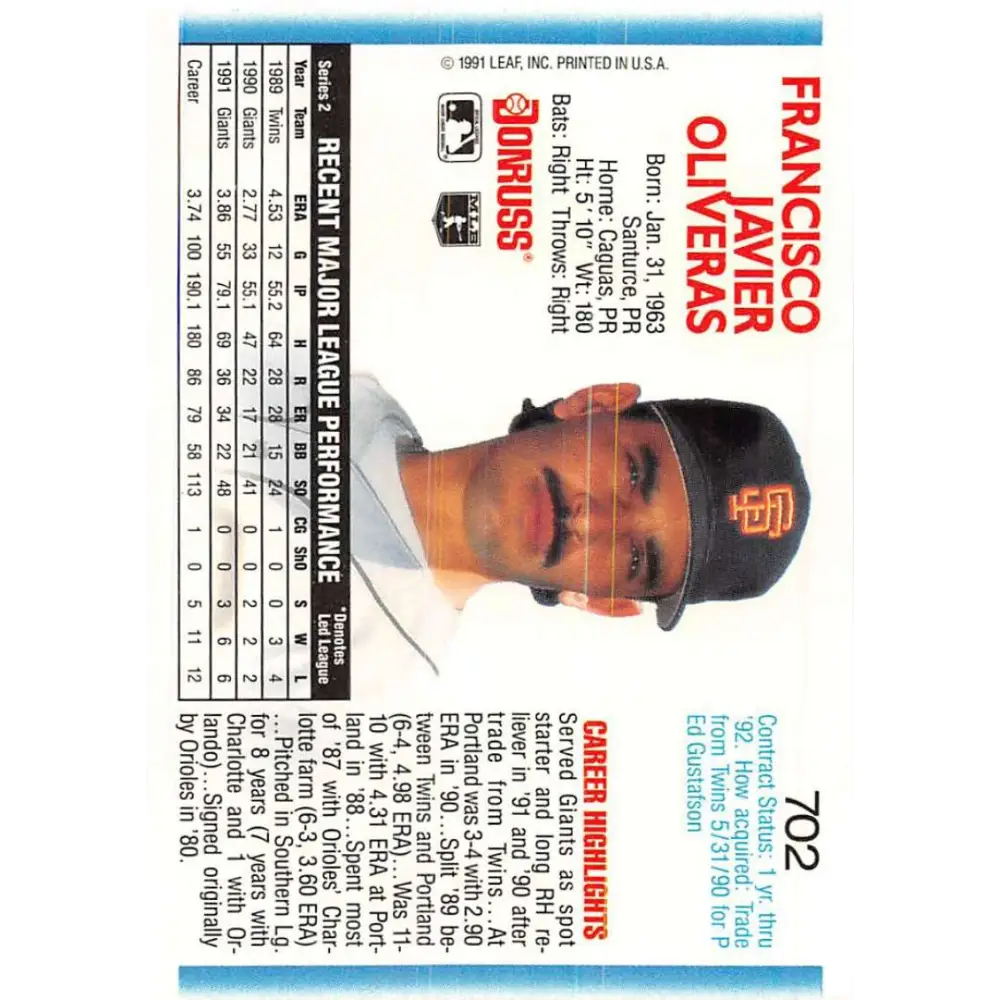 702
FRANCISCO
JAVIER
OLIVERAS
Contract Status: 1 yr. thru
'92. How acquired: Trade
from Twins 5/31/90 for P
Ed Gustafson
Born: Jan. 31, 1963
Santurce, PR
Home: Caguas, PR
Ht: 5' 10" Wt: 180
Bats: Right Throws: Right
DONRUSS®
MLB
© 1991 LEAF, INC. PRINTED IN U.S.A.
SF
CAREER HIGHLIGHTS
Served Giants as spot
starter and long RH re-
liever in '91 and '90 after
trade from Twins...At
Portland was 3-4 with 2.90
ERA in '90...Split '89 be-
tween Twins and Portland
(6-4, 4.98 ERA)...Was 11-
10 with 4.31 ERA at Port-
land in '88...Spent most
of '87 with Orioles' Char-
lotte farm (6-3, 3.60 ERA)
...Pitched in Southern Lg.
for 8 years (7 years with
Charlotte and 1 with Or-
lando)...Signed originally
by Orioles in '80.
Series 2 RECENT MAJOR LEAGUE PERFORMANCE *Denotes
Led League
Year Team ERA G IP H R ER BB SO CG ShO S W L
1989 Twins 4.53 12 55.2 64 28 28 15 24 1 0 0 3 4
1990 Giants 2.77 33 55.1 47 22 17 21 41 0 0 2 2 2
1991 Giants 3.86 55 79.1 69 36 34 22 48 0 0 3 6 6
Career 3.74 100 190.1 180 86 79 58 113 1 0 5 11 12